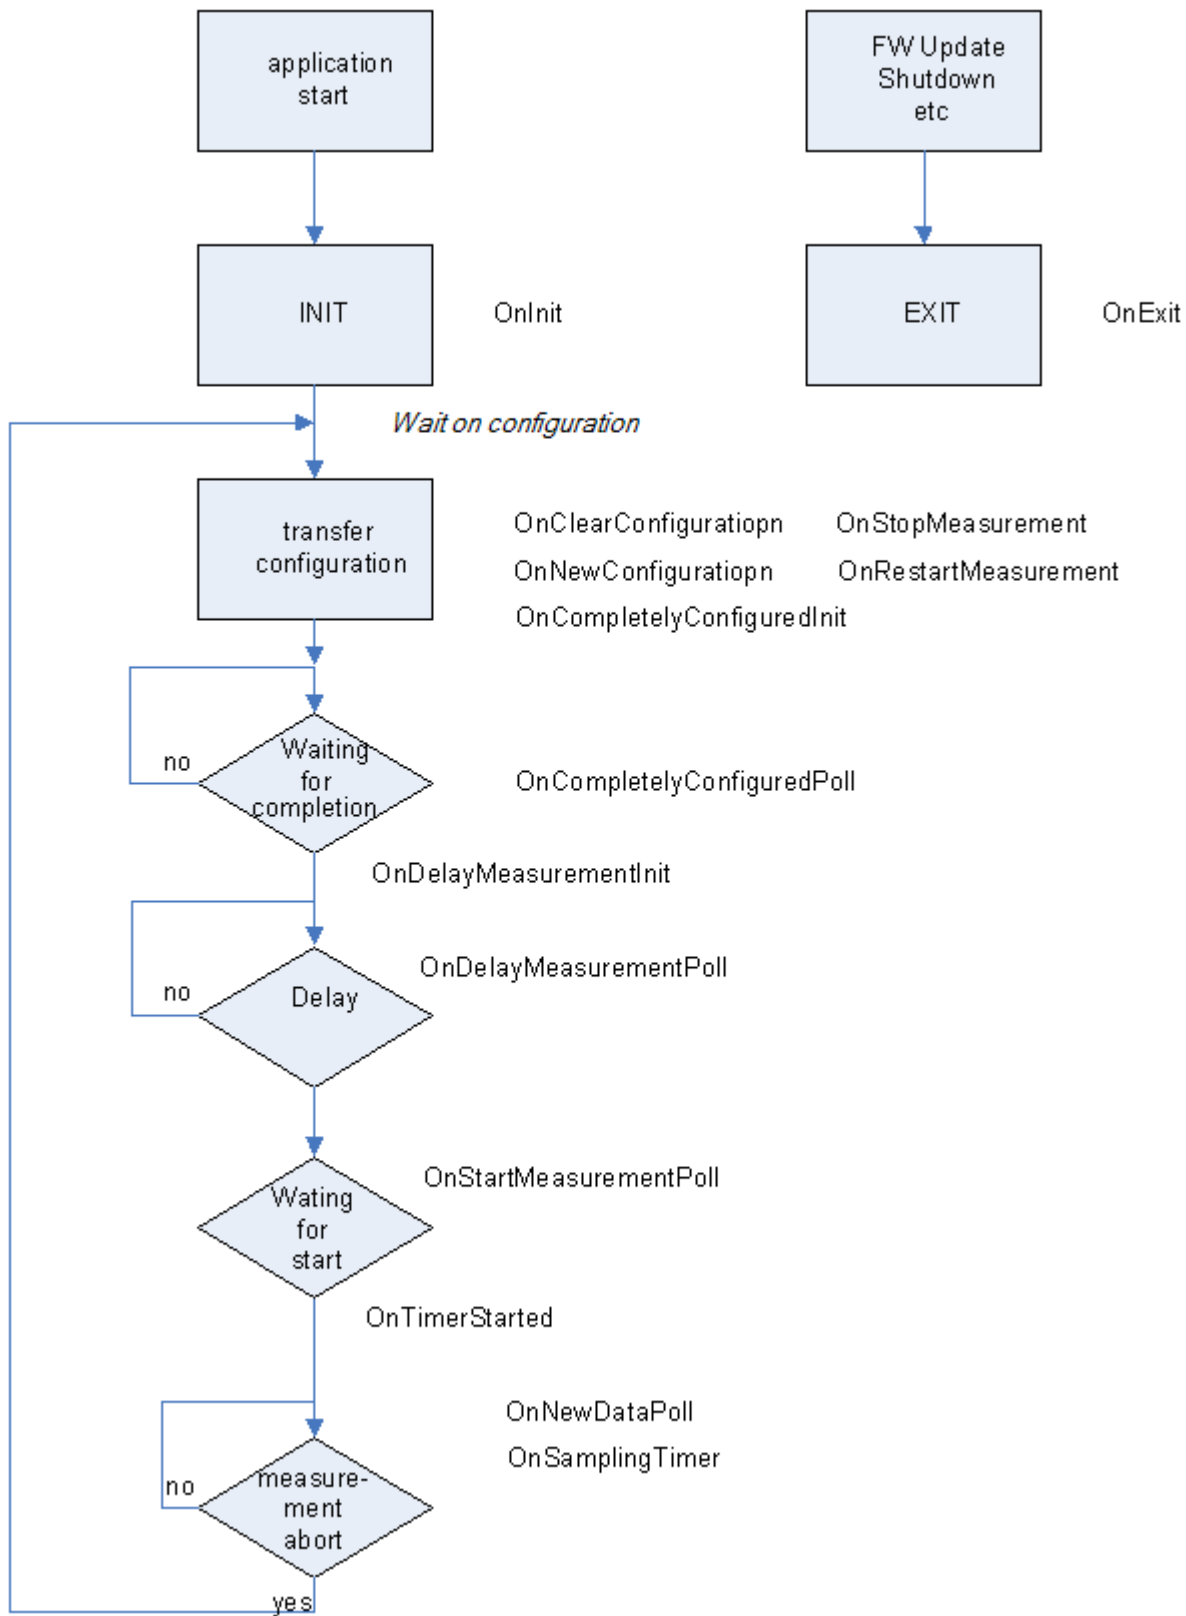 application
start
FW Update
Shutdown
etc
INIT
OnInit
EXIT
OnExit
Wait on configuration
transfer
configuration
OnClearConfiguratiopn
OnStopMeasurement
OnNewConfiguratiopn
OnRestartMeasurement
OnCompletelyConfiguredInit
no
Waiting
for
completion
OnCompletelyConfiguredPoll
OnDelayMeasurementInit
OnDelayMeasurementPoll
no
Delay
OnStartMeasurementPoll
Wating
for
start
OnTimerStarted
OnNewDataPoll
OnSamplingTimer
no
measure-
ment
abort
yes